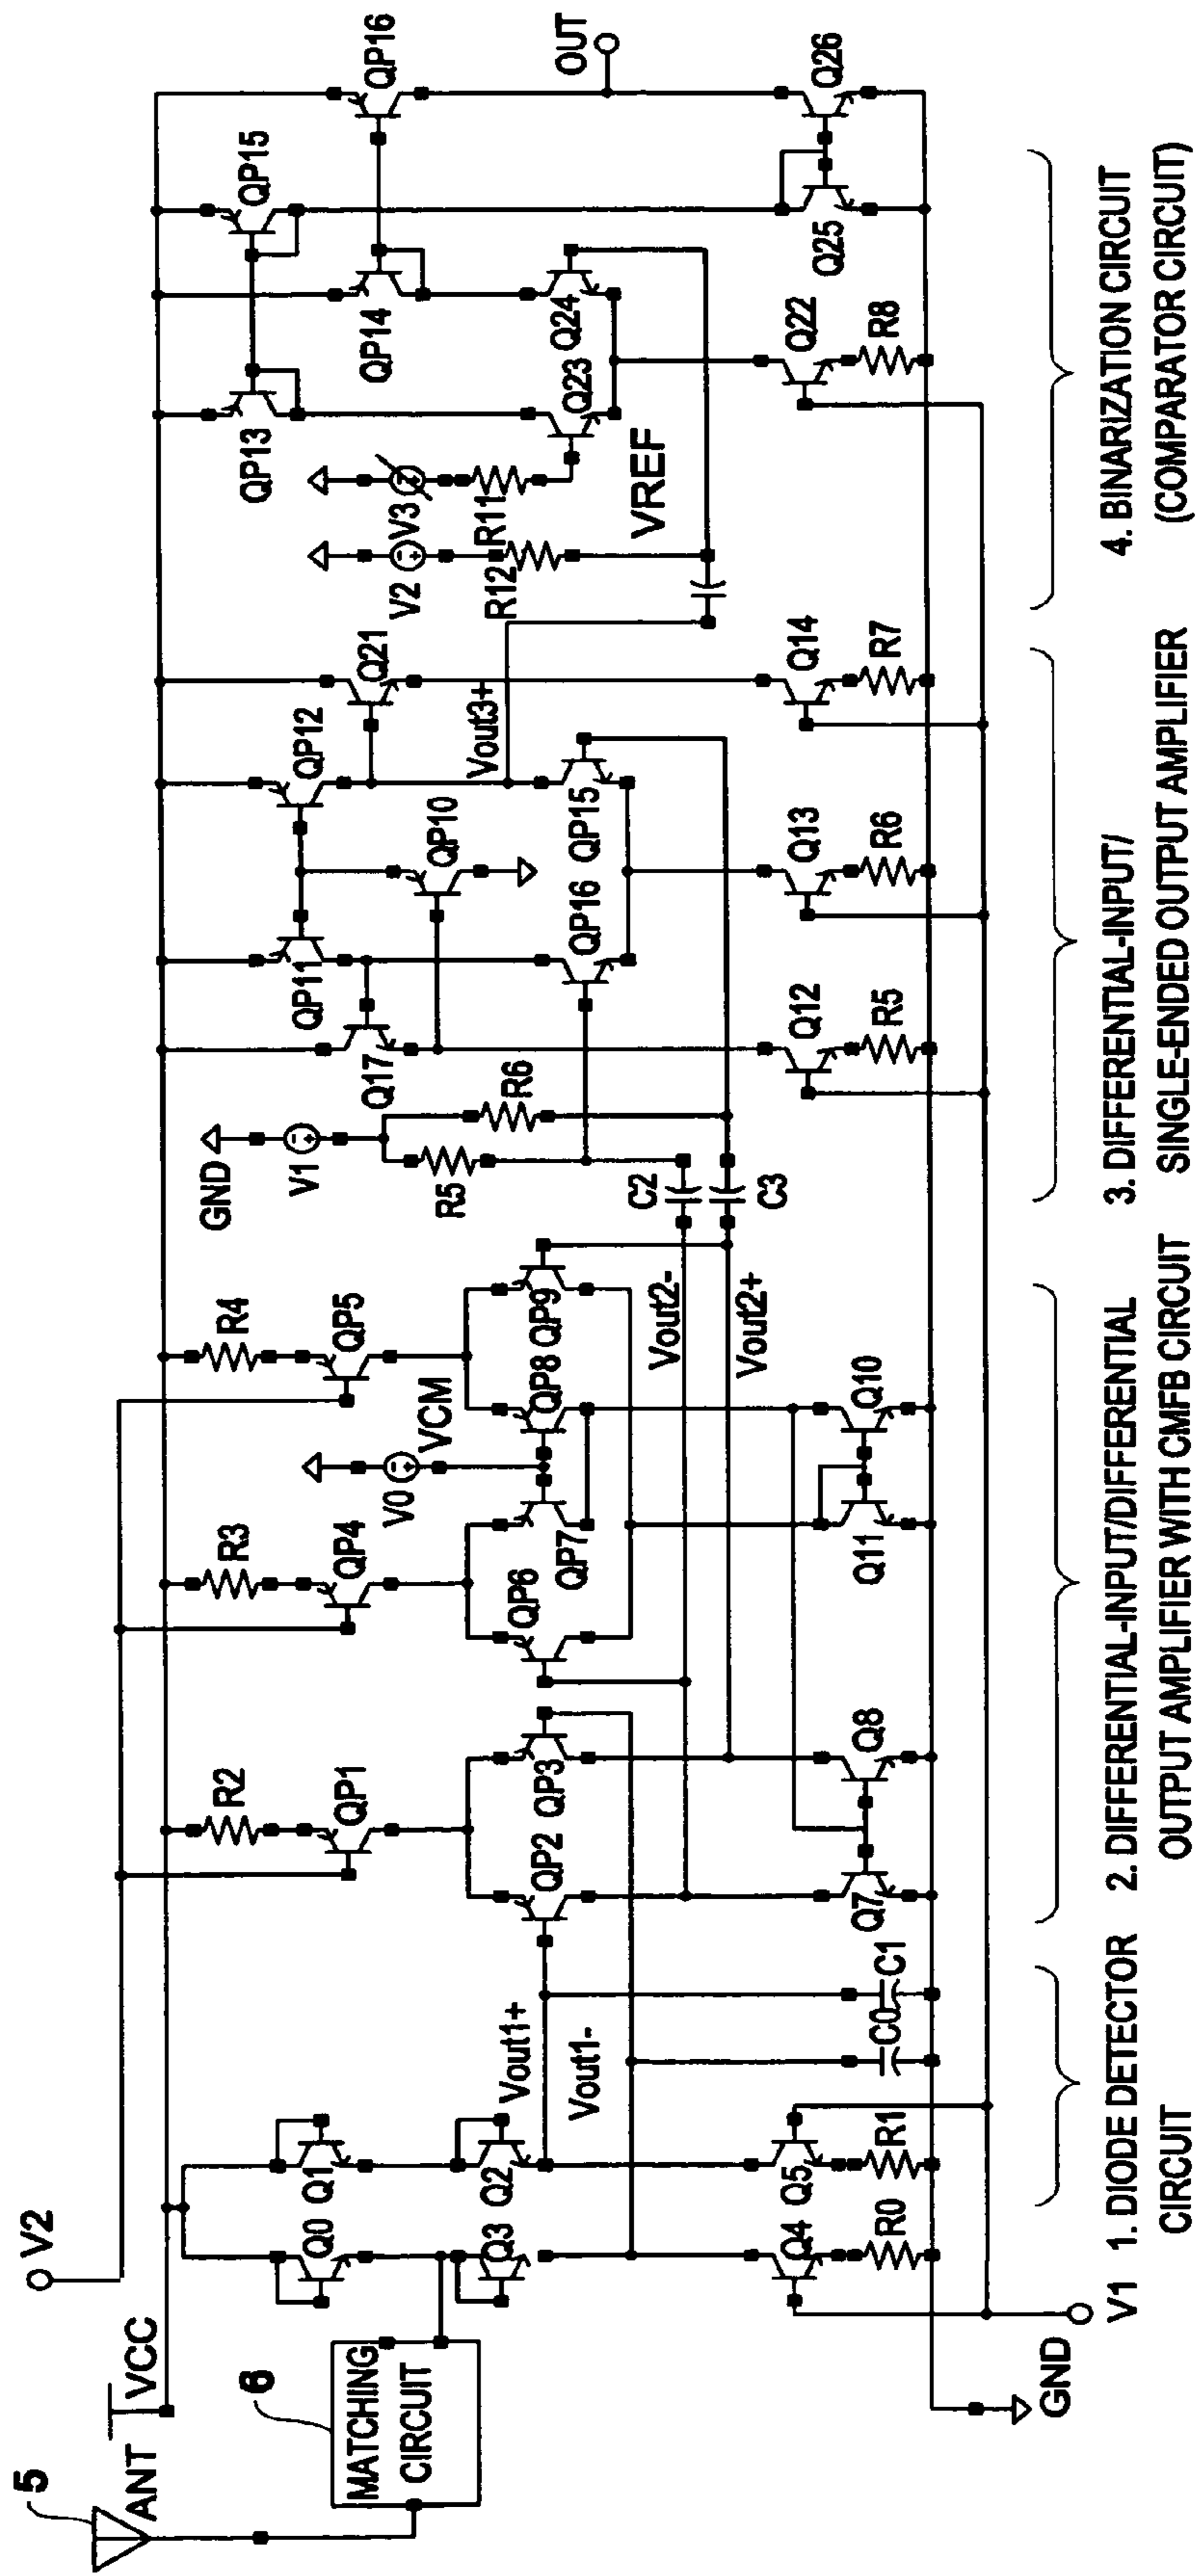 5
ANT
VCC
V2
6
MATCHING
CIRCUIT
Q0
Q1
Q3
Q2
Vout1+
Vout1-
Q4
Q5
R0
R1
C0
C1
GND
V1
1. DIODE DETECTOR
CIRCUIT
R2
QP1
QP2
QP3
Q7
Q8
R3
QP4
R4
QP5
V0
VCM
QP6
QP7
QP8
QP9
Vout2-
Vout2+
Q11
Q10
2. DIFFERENTIAL-INPUT/DIFFERENTIAL
OUTPUT AMPLIFIER WITH CMFB CIRCUIT
GND
V1
R5
R6
C2
C3
Q17
QP11
QP12
QP10
Q21
Vout3+
QP16
QP15
Q12
Q13
Q14
R5
R6
R7
3. DIFFERENTIAL-INPUT/
SINGLE-ENDED OUTPUT AMPLIFIER
V2
V3
R12
R11
VREF
QP13
QP14
QP15
QP16
Q23
Q24
OUT
Q22
R8
Q25
Q26
4. BINARIZATION CIRCUIT
(COMPARATOR CIRCUIT)